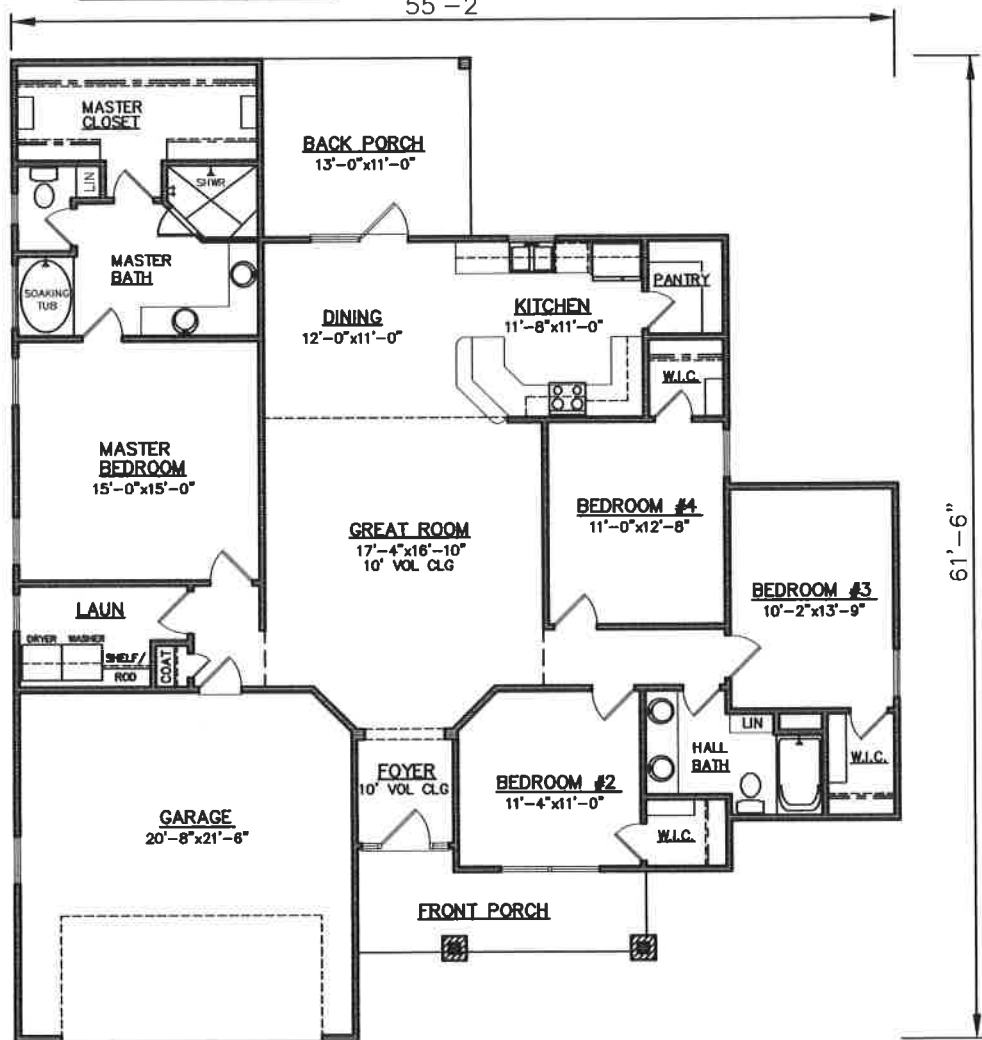 55'-2
MASTER
CLOSET
BACK PORCH
13'-0"x11'-0"
LIN
SHWR
MASTER
BATH
SOAKING
TUB
DINING
12'-0"x11'-0"
KITCHEN
11'-8"x11'-0"
PANTRY
W.I.C.
MASTER
BEDROOM
15'-0"x15'-0"
GREAT ROOM
17'-4"x16'-10"
10' VOL CLG
BEDROOM #4
11'-0"x12'-8"
BEDROOM #3
10'-2"x13'-9"
61'-6"
LAUN
DRYER WASHER
SHELF/
ROD
COAT
LIN
HALL
BATH
W.I.C.
FOYER
10' VOL CLG
BEDROOM #2
11'-4"x11'-0"
W.I.C.
GARAGE
20'-8"x21'-6"
FRONT PORCH